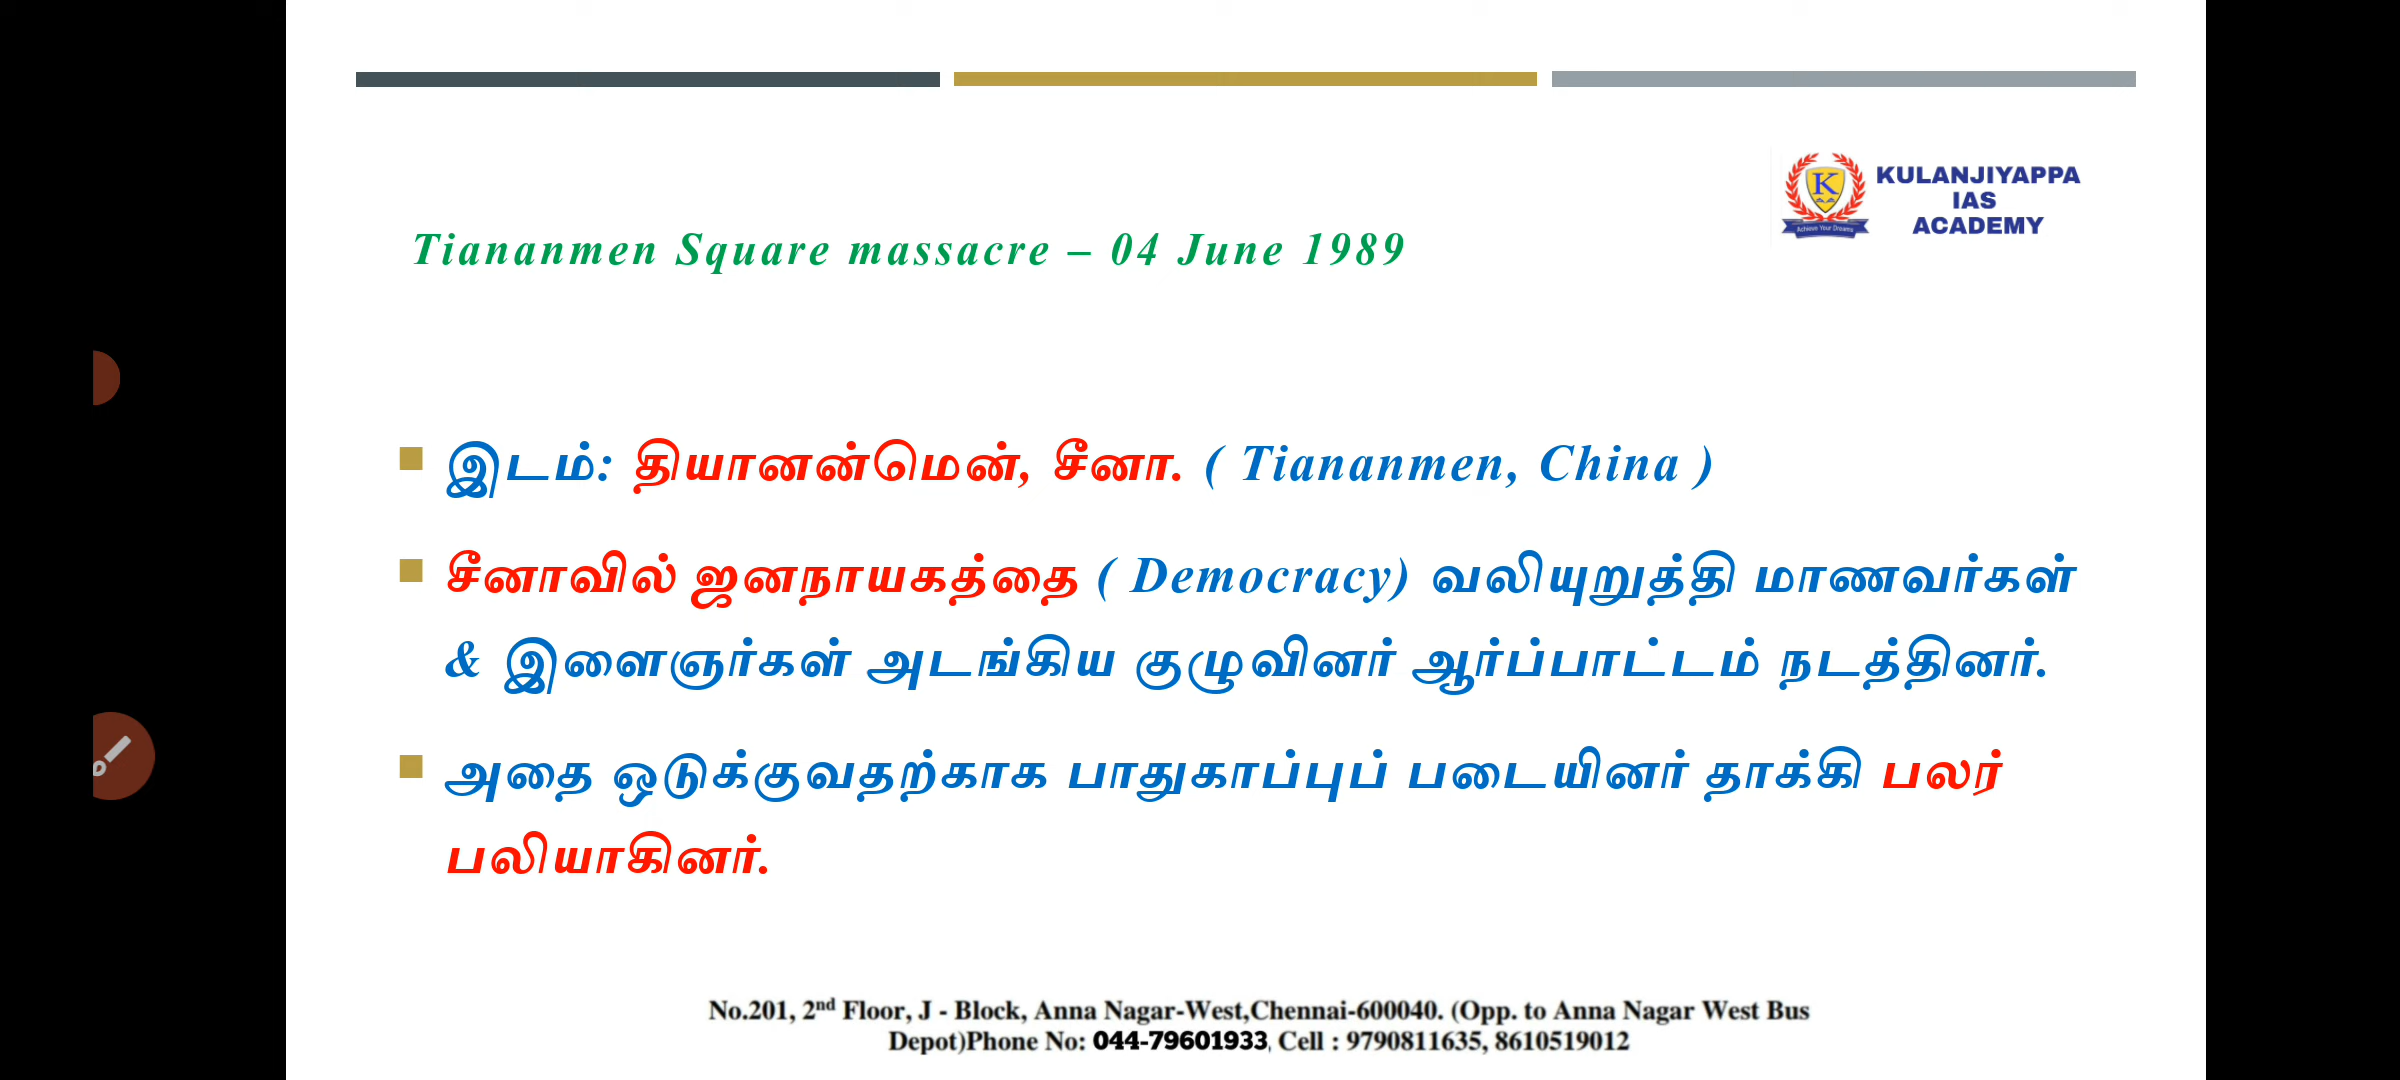 KULANJIYAPPA
IAS
ACADEMY
K
Achieve Your Dreams
Tiananmen Square massacre – 04 June 1989
இடம்: தியானன்மென், சீனா. ( Tiananmen, China )
சீனாவில் ஜனநாயகத்தை ( Democracy) வலியுறுத்தி மாணவர்கள்
& இளைஞர்கள் அடங்கிய குழுவினர் ஆர்ப்பாட்டம் நடத்தினர்.
அதை ஒடுக்குவதற்காக பாதுகாப்புப் படையினர் தாக்கி பலர்
பலியாகினர்.
No.201, 2nd Floor, J - Block, Anna Nagar-West,Chennai-600040. (Opp. to Anna Nagar West Bus
Depot)Phone No: 044-79601933, Cell : 9790811635, 8610519012